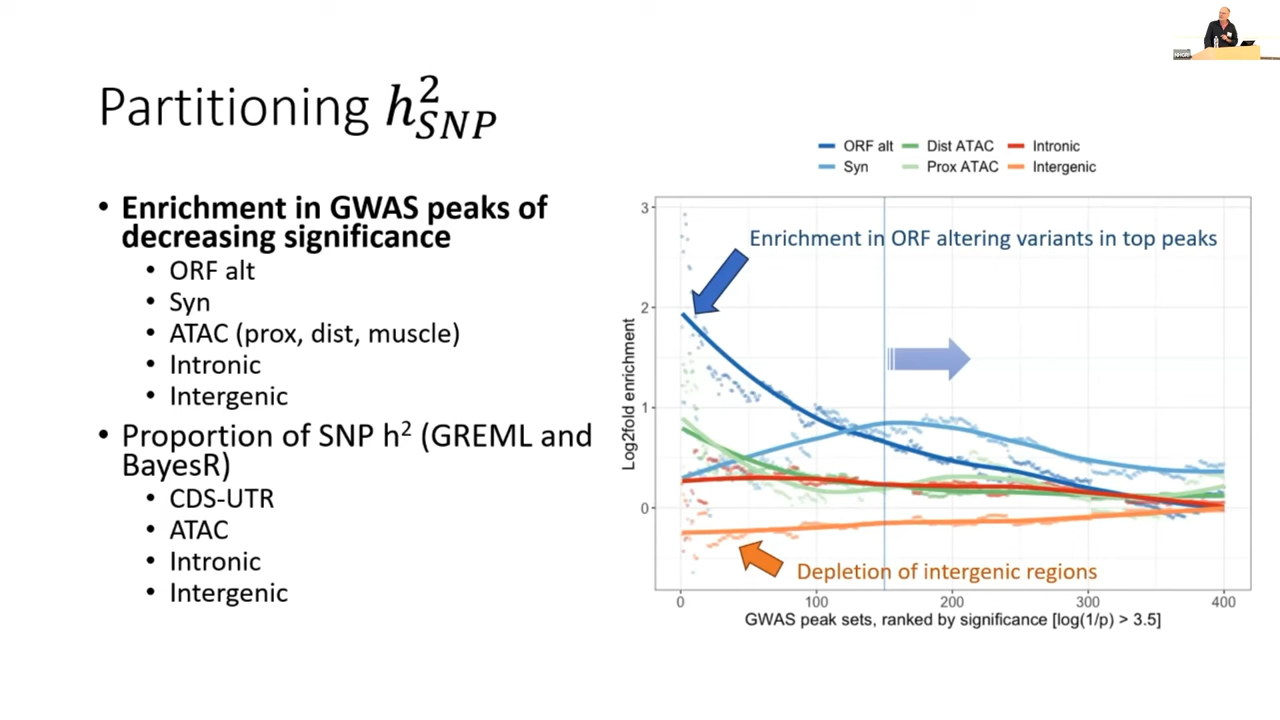 Partitioning h²SNP
• Enrichment in GWAS peaks of
decreasing significance
• ORF alt
• Syn
• ATAC (prox, dist, muscle)
• Intronic
• Intergenic
• Proportion of SNP h² (GREML and
BayesR)
• CDS-UTR
• ATAC
• Intronic
• Intergenic
ORF alt Dist ATAC Intronic
Syn Prox ATAC Intergenic
Enrichment in ORF altering variants in top peaks
Depletion of intergenic regions
Log2fold enrichment
3
2
1
0
0 100 200 300 400
GWAS peak sets, ranked by significance [log(1/p) > 3.5]
NHGRI